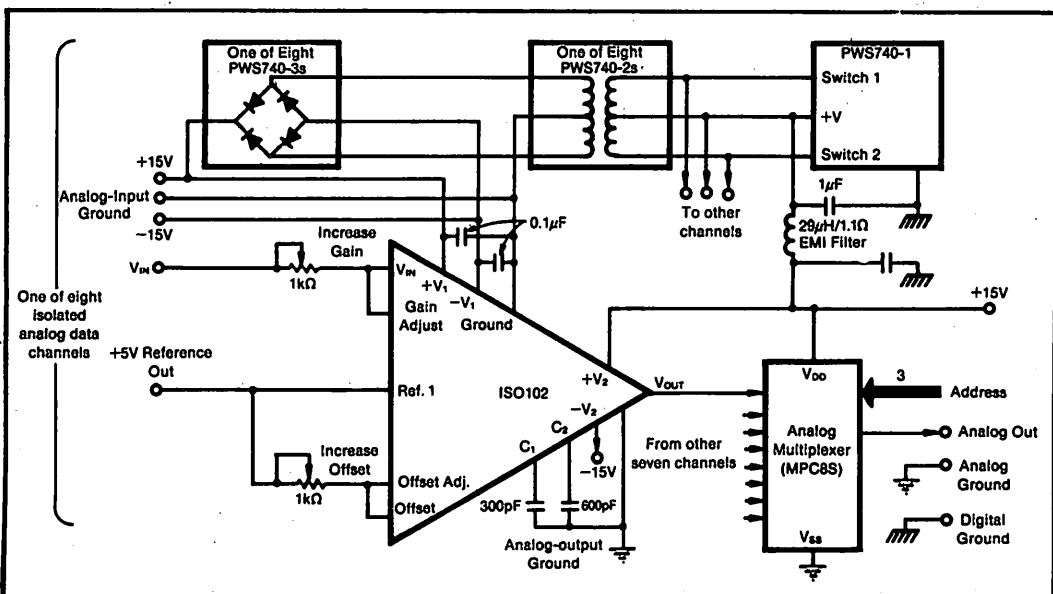 One of Eight
PWS740-3s
One of Eight
PWS740-2s
PWS740-1
Switch 1
+V
Switch 2
+15V
Analog-Input
Ground
−15V
1µF
To other
channels
29µH/1.1Ω
EMI Filter
0.1µF
Increase
Gain
VIN
1kΩ
VIN
+V1
−V1
Gain
Adjust
Ground
One of eight
isolated
analog data
channels
+15V
+5V Reference
Out
Ref. 1
ISO102
+V2
VOUT
VDD
3
Address
−V2
C2
C1
−15V
From other
seven channels
Analog
Multiplexer
(MPC8S)
Analog Out
Analog
Ground
Increase
Offset
1kΩ
Offset Adj.
Offset
300pF
600pF
Analog-output
Ground
VSS
Digital
Ground